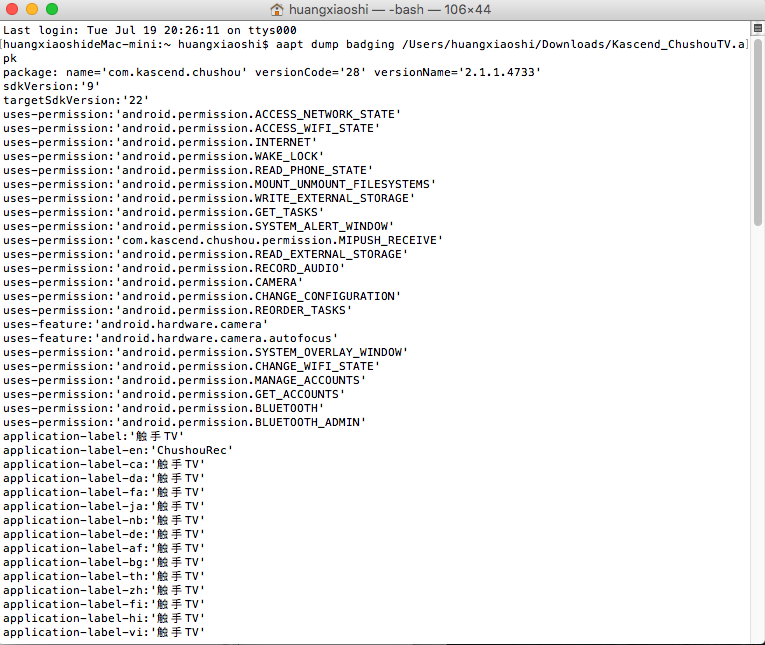 huangxiaoshi — -bash — 106×44
Last login: Tue Jul 19 20:26:11 on ttys000
[huangxiaoshideMac-mini:~ huangxiaoshi$ aapt dump badging /Users/huangxiaoshi/Downloads/Kascend_ChushouTV.a]
pk
package: name='com.kascend.chushou' versionCode='28' versionName='2.1.1.4733'
sdkVersion:'9'
targetSdkVersion:'22'
uses-permission:'android.permission.ACCESS_NETWORK_STATE'
uses-permission:'android.permission.ACCESS_WIFI_STATE'
uses-permission:'android.permission.INTERNET'
uses-permission:'android.permission.WAKE_LOCK'
uses-permission:'android.permission.READ_PHONE_STATE'
uses-permission:'android.permission.MOUNT_UNMOUNT_FILESYSTEMS'
uses-permission:'android.permission.WRITE_EXTERNAL_STORAGE'
uses-permission:'android.permission.GET_TASKS'
uses-permission:'android.permission.SYSTEM_ALERT_WINDOW'
uses-permission:'com.kascend.chushou.permission.MIPUSH_RECEIVE'
uses-permission:'android.permission.READ_EXTERNAL_STORAGE'
uses-permission:'android.permission.RECORD_AUDIO'
uses-permission:'android.permission.CAMERA'
uses-permission:'android.permission.CHANGE_CONFIGURATION'
uses-permission:'android.permission.REORDER_TASKS'
uses-feature:'android.hardware.camera'
uses-feature:'android.hardware.camera.autofocus'
uses-permission:'android.permission.SYSTEM_OVERLAY_WINDOW'
uses-permission:'android.permission.CHANGE_WIFI_STATE'
uses-permission:'android.permission.MANAGE_ACCOUNTS'
uses-permission:'android.permission.GET_ACCOUNTS'
uses-permission:'android.permission.BLUETOOTH'
uses-permission:'android.permission.BLUETOOTH_ADMIN'
application-label:'触手TV'
application-label-en:'ChushouRec'
application-label-ca:'触手TV'
application-label-da:'触手TV'
application-label-fa:'触手TV'
application-label-ja:'触手TV'
application-label-nb:'触手TV'
application-label-de:'触手TV'
application-label-af:'触手TV'
application-label-bg:'触手TV'
application-label-th:'触手TV'
application-label-zh:'触手TV'
application-label-fi:'触手TV'
application-label-hi:'触手TV'
application-label-vi:'触手TV'